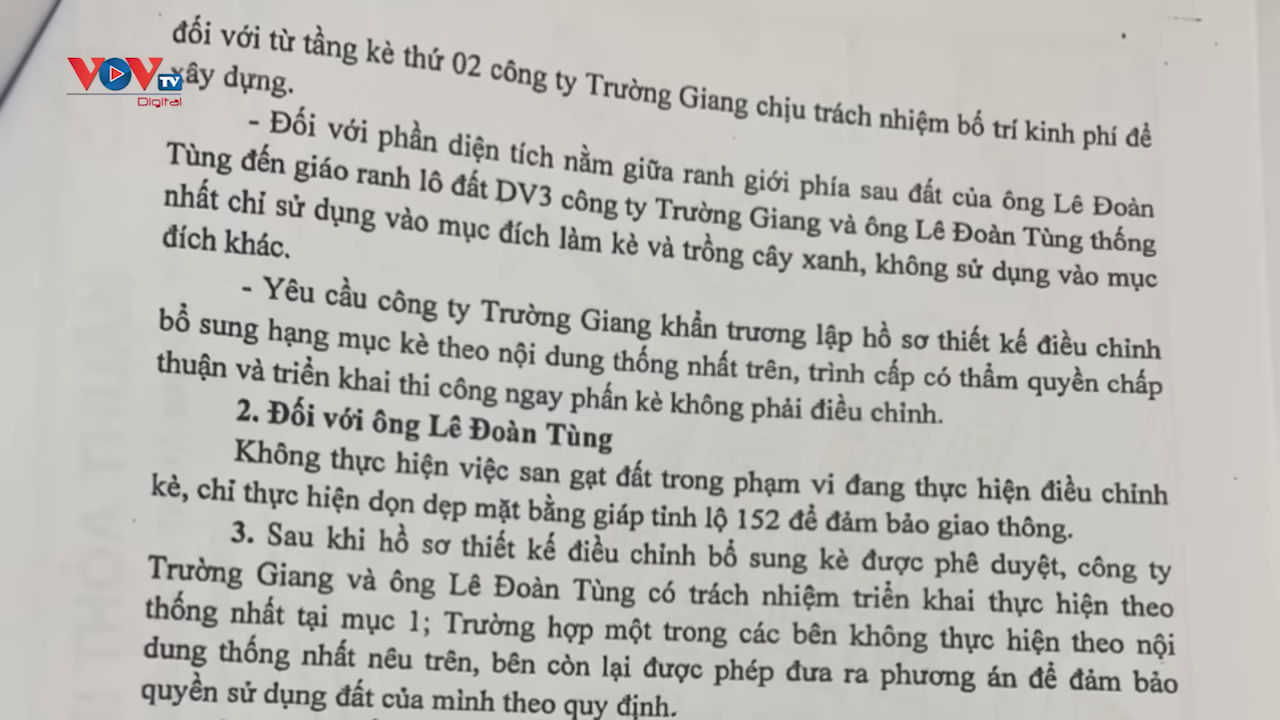 đối với từ tầng kè thứ 02 công ty Trường Giang chịu trách nhiệm bố trí kinh phí để
xây dựng.
VOV TV
Digital
- Đối với phần diện tích nằm giữa ranh giới phía sau đất của ông Lê Đoàn
Tùng đến giáo ranh lô đất DV3 công ty Trường Giang và ông Lê Đoàn Tùng thống
nhất chỉ sử dụng vào mục đích làm kè và trồng cây xanh, không sử dụng vào mục
đích khác.
- Yêu cầu công ty Trường Giang khẩn trương lập hồ sơ thiết kế điều chỉnh
bổ sung hạng mục kè theo nội dung thống nhất trên, trình cấp có thẩm quyền chấp
thuận và triển khai thi công ngay phấn kè không phải điều chỉnh.
2. Đối với ông Lê Đoàn Tùng
Không thực hiện việc san gạt đất trong phạm vi đang thực hiện điều chỉnh
kè, chỉ thực hiện dọn dẹp mặt bằng giáp tỉnh lộ 152 để đảm bảo giao thông.
3. Sau khi hồ sơ thiết kế điều chỉnh bổ sung kè được phê duyệt, công ty
Trường Giang và ông Lê Đoàn Tùng có trách nhiệm triển khai thực hiện theo
thống nhất tại mục 1; Trường hợp một trong các bên không thực hiện theo nội
dung thống nhất nêu trên, bên còn lại được phép đưa ra phương án để đảm bảo
quyền sử dụng đất của mình theo quy định.